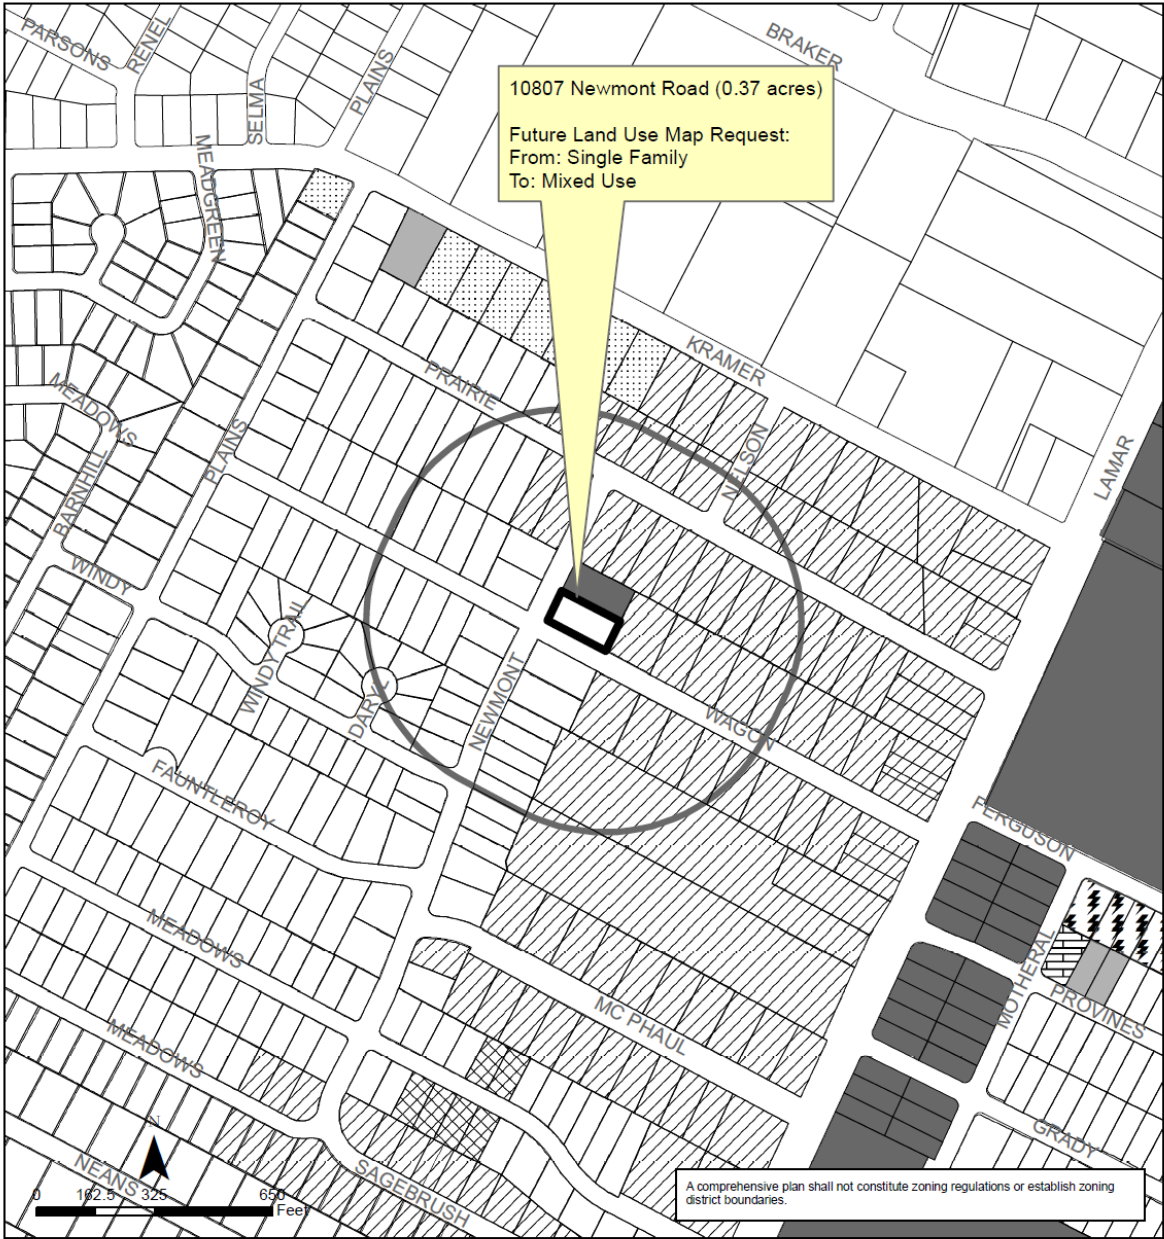 PARSONS
RENEL
SELMA
PLAINS
BRAKER
10807 Newmont Road (0.37 acres)
Future Land Use Map Request:
From: Single Family
To: Mixed Use
MEADGREEN
KRAMER
PRAIRIE
MEADOWS
PLAINS
BARNHILL
NELSON
LAMAR
WINDY
WINDY TRAIL
DARYL
NEWMONT
WAGON
FAUNTLEROY
FERGUSON
MEADOWS
MOTHERAL
PROVINES
MC PHAUL
MEADOWS
GRADY
NEANS
SAGEBRUSH
N
0 162.5 325 650
Feet
A comprehensive plan shall not constitute zoning regulations or establish zoning
district boundaries.